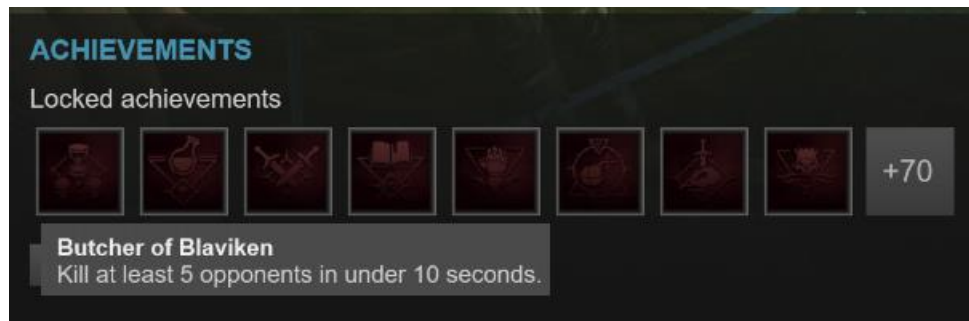 ACHIEVEMENTS
Locked achievements
+70
Butcher of Blaviken
Kill at least 5 opponents in under 10 seconds.